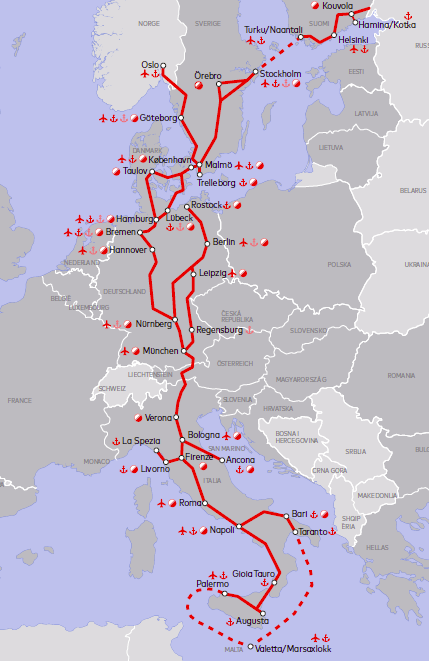 Kouvola
NORGE
SVERIGE
SUOMI
Hamina/Kotka
Turku/Naantali
Helsinki
RUS
Oslo
Örebro
Stockholm
EESTI
Göteborg
LATVIJA
DANMARK
København
Malmö
LIETUVA
Taulov
Trelleborg
BELARUS
Rostock
Hamburg
Lübeck
Bremen
Berlin
Hannover
NEDERLAND
POLSKA
UKRAINA
Leipzig
BELGIË
DEUTSCHLAND
LUXEMBOURG
ČESKÁ
REPUBLIKA
Nürnberg
Regensburg
SLOVENSKO
München
ÖSTERREICH
LIECHTENSTEIN
MAGYARORSZÁG
ROMANIA
SCHWEIZ
FRANCE
SLOVENIJA
HRVATSKA
Verona
Bologna
BOSNA I
HERCEGOVINA
La Spezia
SAN MARINO
SRBIJA
MONACO
Firenze
Ancona
BUL
Livorno
CRNA GORA
ITALIA
MAKEDONIJA
Roma
Bari
SHQIP
ËRIA
Napoli
Taranto
HELLAS
Gioia Tauro
Palermo
Augusta
MALTA
Valetta/Marsaxlokk